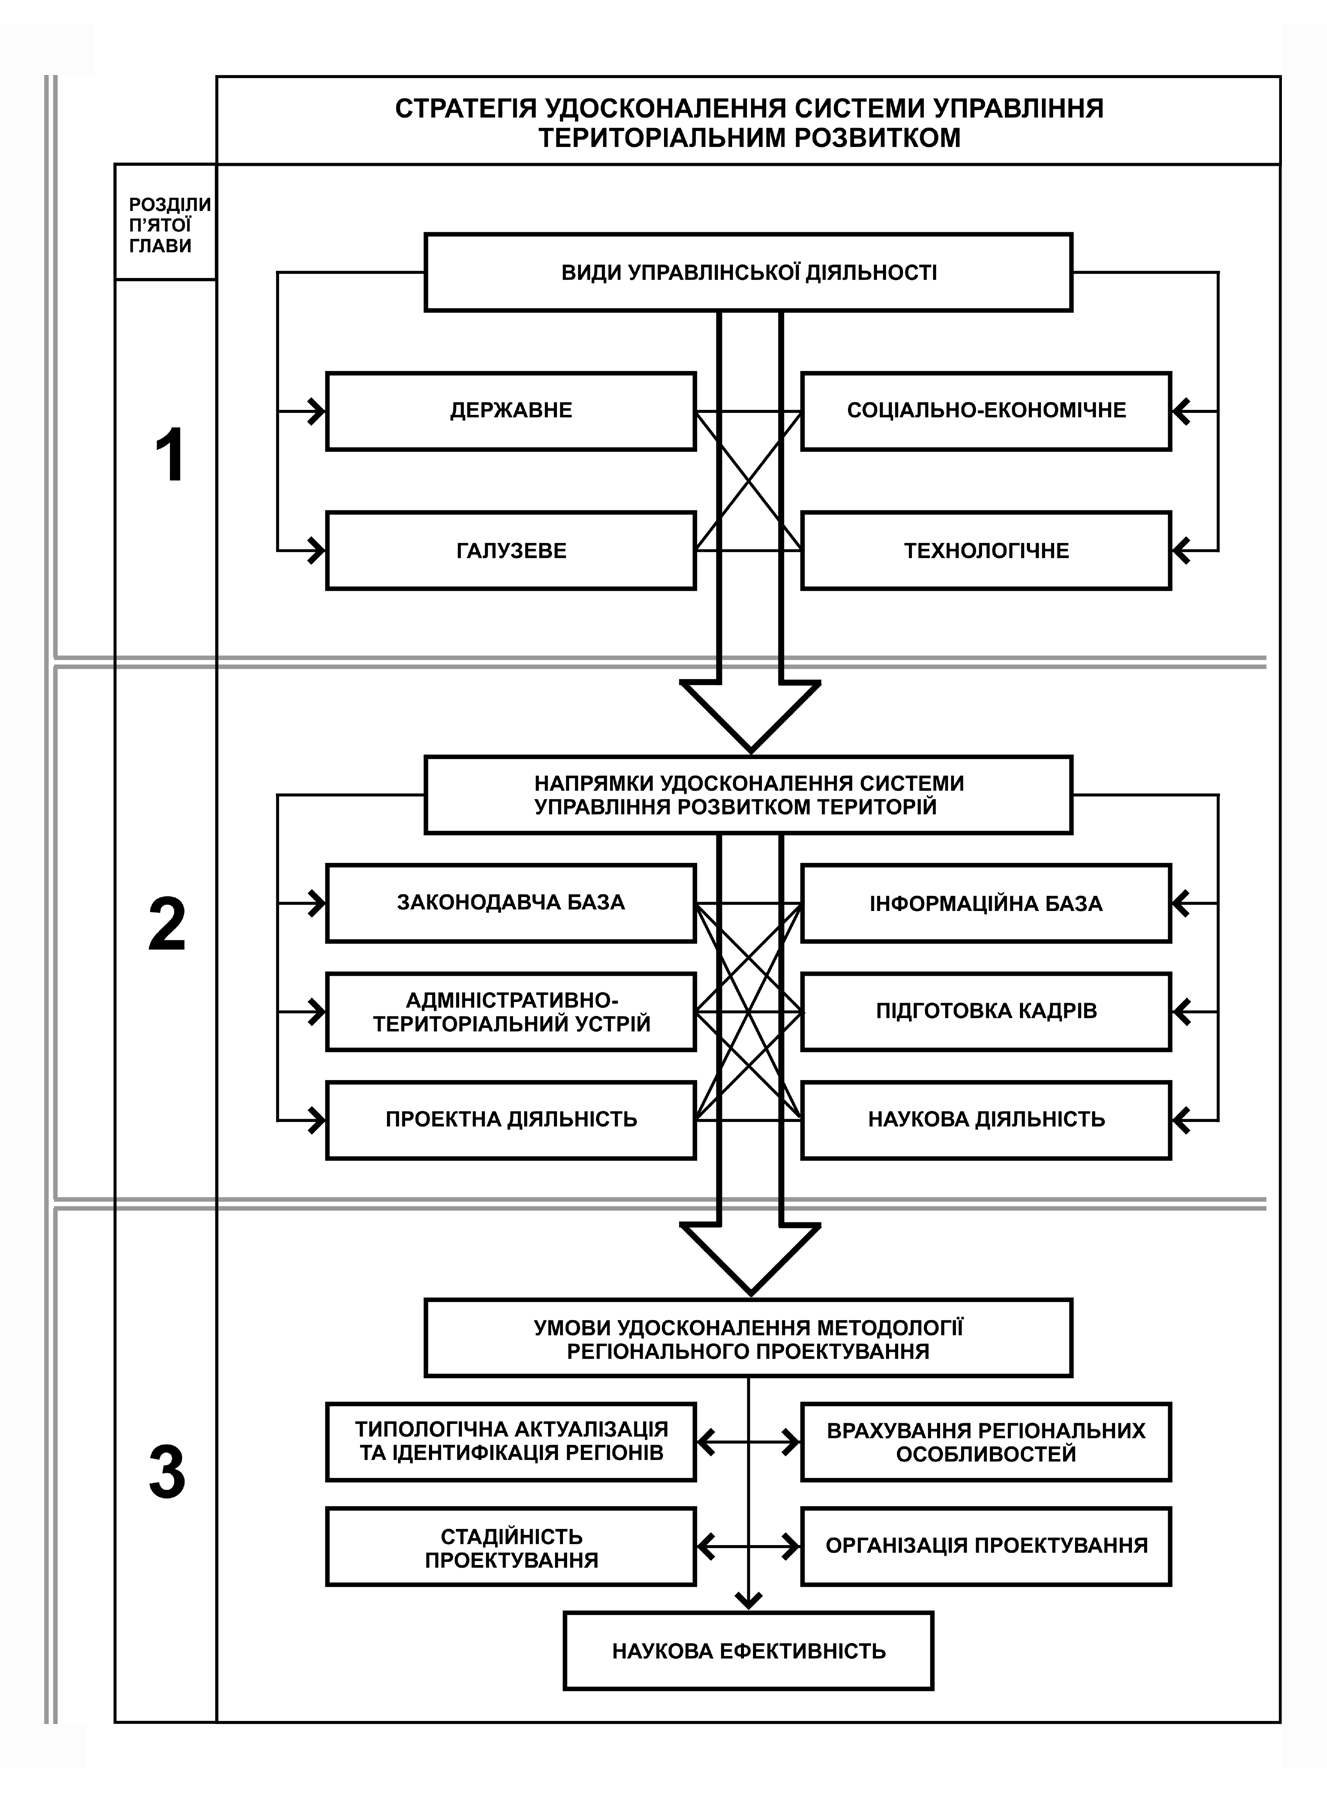 СТРАТЕГІЯ УДОСКОНАЛЕННЯ СИСТЕМИ УПРАВЛІННЯ
ТЕРИТОРІАЛЬНИМ РОЗВИТКОМ
РОЗДІЛИ
П'ЯТОЇ
ГЛАВИ
1
ВИДИ УПРАВЛІНСЬКОЇ ДІЯЛЬНОСТІ
ДЕРЖАВНЕ
СОЦІАЛЬНО-ЕКОНОМІЧНЕ
ГАЛУЗЕВЕ
ТЕХНОЛОГІЧНЕ
2
НАПРЯМКИ УДОСКОНАЛЕННЯ СИСТЕМИ
УПРАВЛІННЯ РОЗВИТКОМ ТЕРИТОРІЙ
ЗАКОНОДАВЧА БАЗА
ІНФОРМАЦІЙНА БАЗА
АДМІНІСТРАТИВНО-
ТЕРИТОРІАЛЬНИЙ УСТРІЙ
ПІДГОТОВКА КАДРІВ
ПРОЕКТНА ДІЯЛЬНІСТЬ
НАУКОВА ДІЯЛЬНІСТЬ
3
УМОВИ УДОСКОНАЛЕННЯ МЕТОДОЛОГІЇ
РЕГІОНАЛЬНОГО ПРОЕКТУВАННЯ
ТИПОЛОГІЧНА АКТУАЛІЗАЦІЯ
ТА ІДЕНТИФІКАЦІЯ РЕГІОНІВ
ВРАХУВАННЯ РЕГІОНАЛЬНИХ
ОСОБЛИВОСТЕЙ
СТАДІЙНІСТЬ
ПРОЕКТУВАННЯ
ОРГАНІЗАЦІЯ ПРОЕКТУВАННЯ
НАУКОВА ЕФЕКТИВНІСТЬ